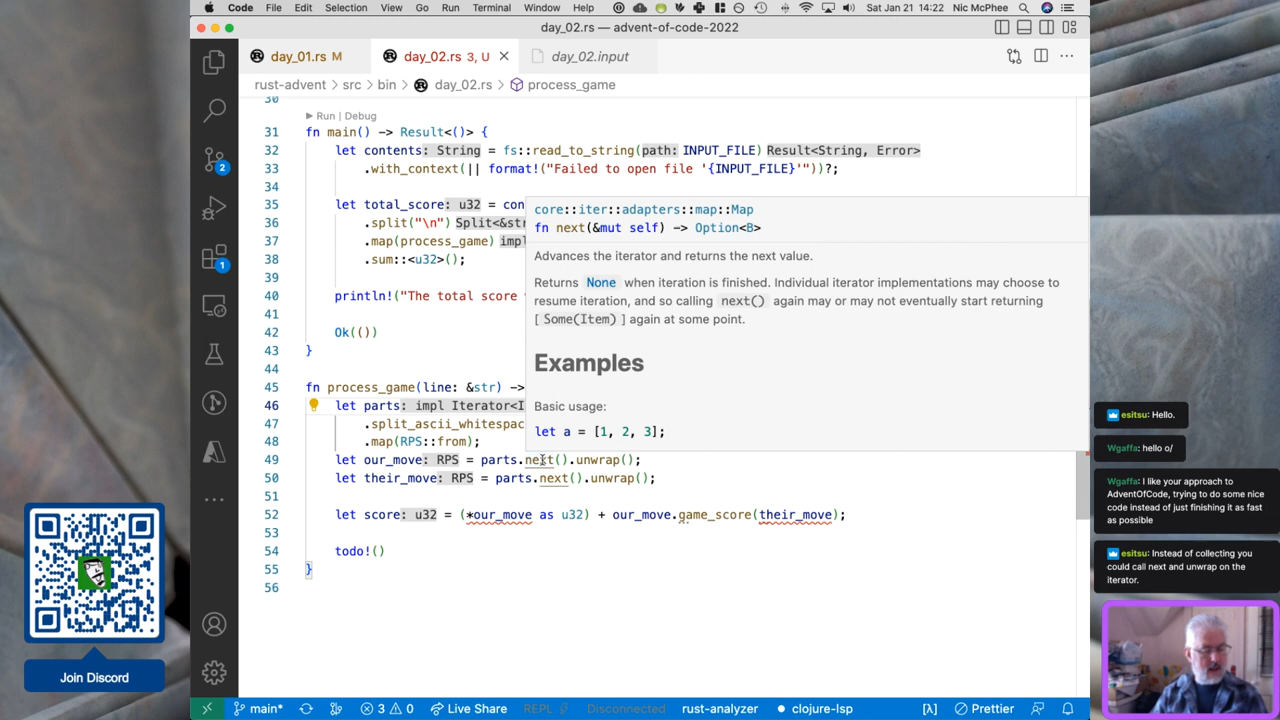 Code File Edit Selection View Go Run Terminal Window Help Sat Jan 21 14:22 Nic McPhee
day_02.rs — advent-of-code-2022
day_01.rs M
day_02.rs 3, U
day_02.input
rust-advent > src > bin > day_02.rs > process_game
30
Run | Debug
31 fn main() -> Result<()> {
32 let contents: String = fs::read_to_string(path: INPUT_FILE) Result<String, Error>
33 .with_context(|| format!("Failed to open file '{INPUT_FILE}'"))?;
34
35 let total_score: u32 = con
36 .split("\n") Split<&str
37 .map(process_game) impl
38 .sum::<u32>();
39
40 println!("The total score
41
42 Ok(())
43 }
44
45 fn process_game(line: &str) ->
46 let parts: impl Iterator<I
47 .split_ascii_whitespac
48 .map(RPS::from);
49 let our_move: RPS = parts.next().unwrap();
50 let their_move: RPS = parts.next().unwrap();
51
52 let score: u32 = (*our_move as u32) + our_move.game_score(their_move);
53
54 todo!()
55 }
56
core::iter::adapters::map::Map
fn next(&mut self) -> Option<B>
Advances the iterator and returns the next value.
Returns None when iteration is finished. Individual iterator implementations may choose to
resume iteration, and so calling next() again may or may not eventually start returning
[ Some(Item) ] again at some point.
Examples
Basic usage:
let a = [1, 2, 3];
2
1
esitsu: Hello.
Wgaffa: hello o/
Wgaffa: I like your approach to
AdventOfCode, trying to do some nice
code instead of just finishing it as fast
as possible
esitsu: Instead of collecting you
could call next and unwrap on the
iterator.
Join Discord
main* 3 0 Live Share REPL Disconnected rust-analyzer clojure-lsp [λ] Prettier